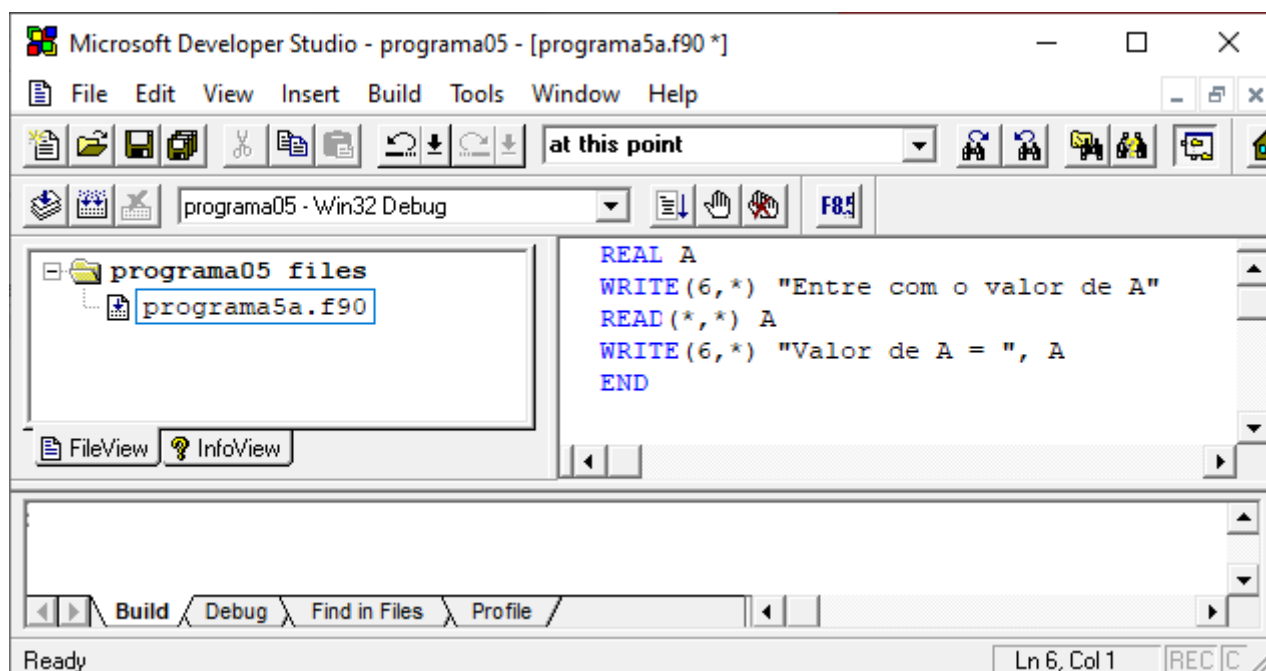 Microsoft Developer Studio - programa05 - [programa5a.f90 *]
File Edit View Insert Build Tools Window Help
at this point
programa05 - Win32 Debug
F8.5
programa05 files
programa5a.f90
REAL A
WRITE(6,*) "Entre com o valor de A"
READ(*,*) A
WRITE(6,*) "Valor de A = ", A
END
FileView InfoView
Build Debug Find in Files Profile
Ready Ln 6, Col 1 REC C